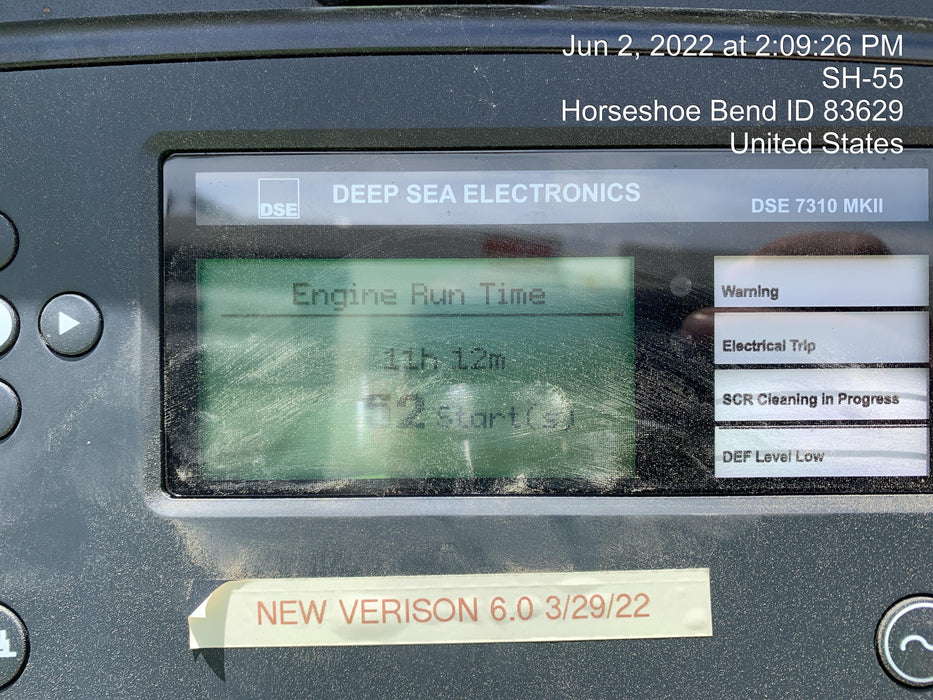 Jun 2, 2022 at 2:09:26 PM
SH-55
Horseshoe Bend ID 83629
United States
DSE
DEEP SEA ELECTRONICS
DSE 7310 MKII
Engine Run Time
11h 12m
52 Start(s)
Warning
Electrical Trip
SCR Cleaning in Progress
DEF Level Low
NEW VERISON 6.0 3/29/22